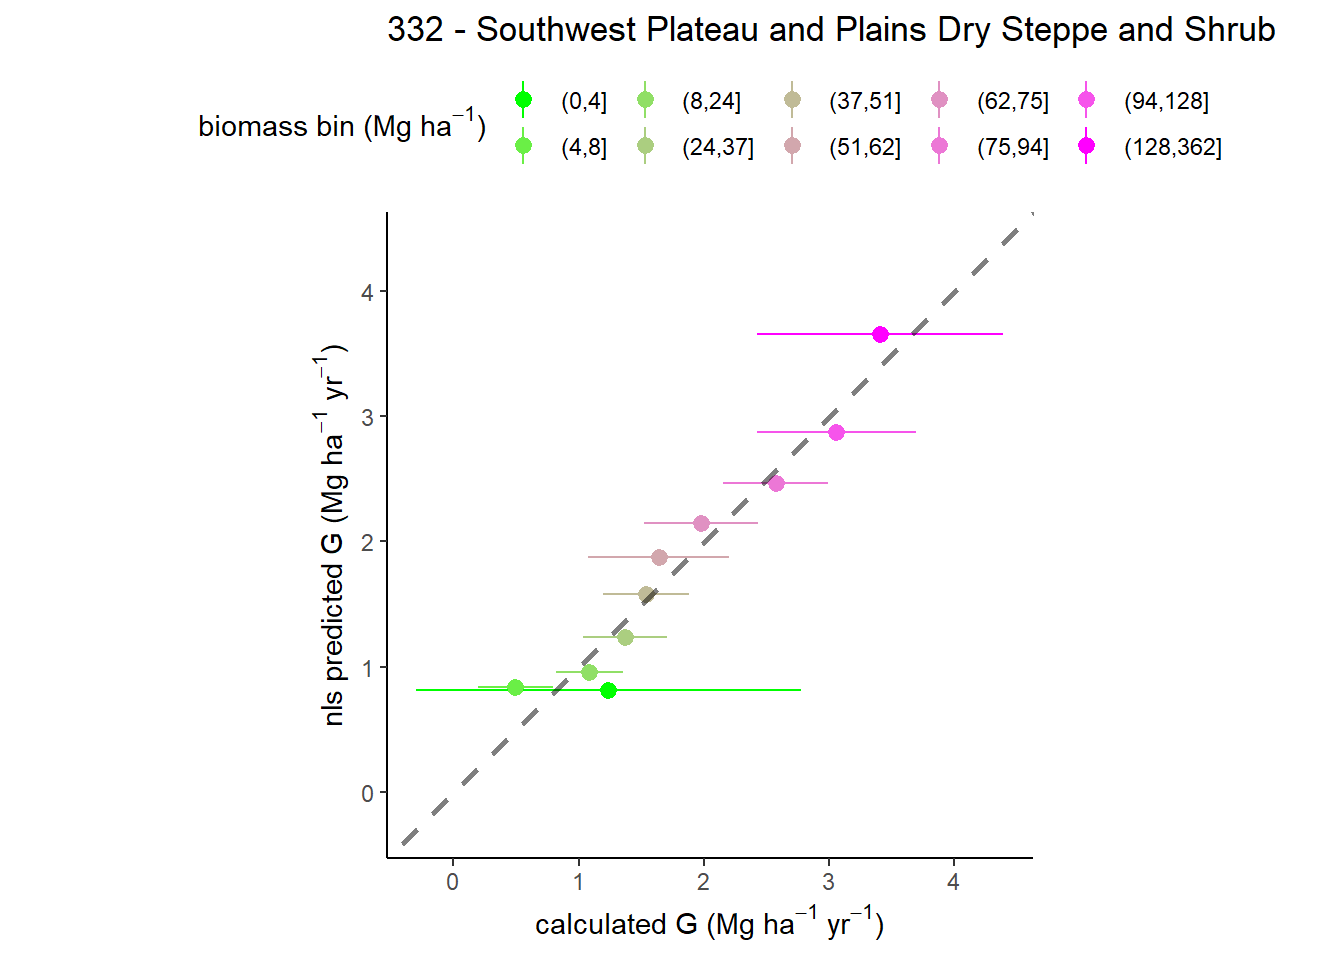 332 - Southwest Plateau and Plains Dry Steppe and Shrub
biomass bin (Mg ha⁻¹)
(0,4] (8,24] (37,51] (62,75] (94,128]
(4,8] (24,37] (51,62] (75,94] (128,362]
nls predicted G (Mg ha⁻¹ yr⁻¹)
4
3
2
1
0
0 1 2 3 4
calculated G (Mg ha⁻¹ yr⁻¹)